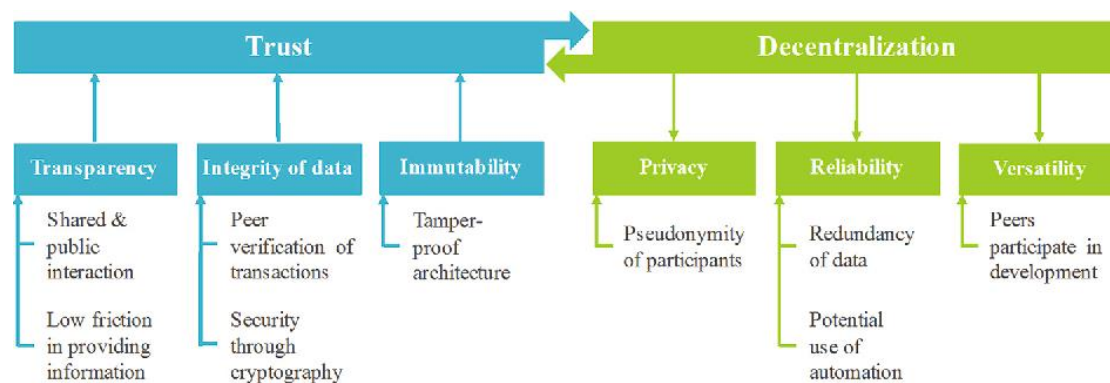 Trust
Decentralization
Transparency
Integrity of data
Immutability
Privacy
Reliability
Versatility
Shared &
public
interaction
Low friction
in providing
information
Peer
verification of
transactions
Security
through
cryptography
Tamper-
proof
architecture
Pseudonymity
of participants
Redundancy
of data
Potential
use of
automation
Peers
participate in
development